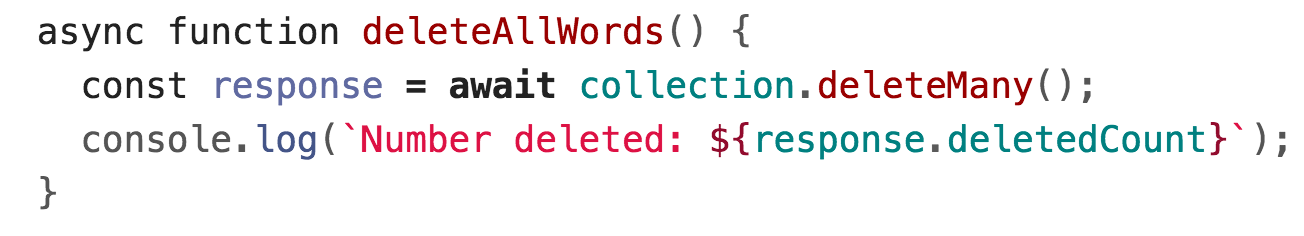 async function deleteAllWords() {
  const response = await collection.deleteMany();
  console.log(`Number deleted: ${response.deletedCount}`);
}